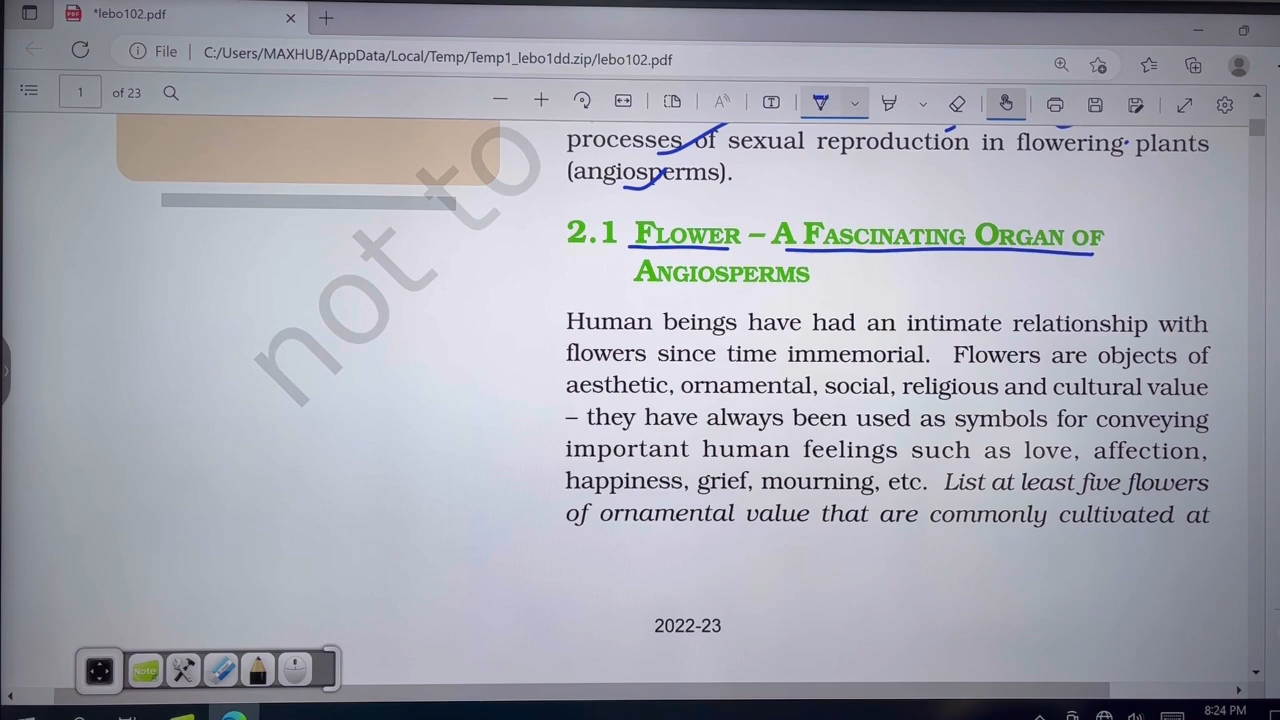 *lebo102.pdf
File
C:/Users/MAXHUB/AppData/Local/Temp/Temp1_lebo1dd.zip/lebo102.pdf
1 of 23
processes of sexual reproduction in flowering plants
(angiosperms).
2.1 FLOWER – A FASCINATING ORGAN OF
ANGIOSPERMS
Human beings have had an intimate relationship with
flowers since time immemorial. Flowers are objects of
aesthetic, ornamental, social, religious and cultural value
– they have always been used as symbols for conveying
important human feelings such as love, affection,
happiness, grief, mourning, etc. List at least five flowers
of ornamental value that are commonly cultivated at
not to
2022-23
Note
8:24 PM